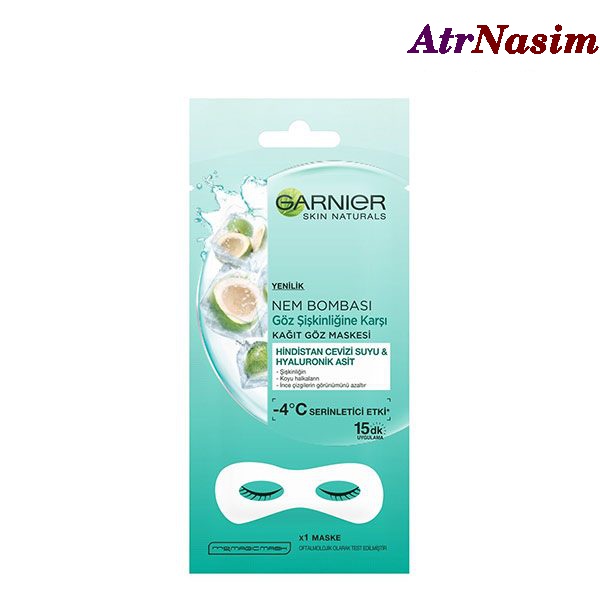 AtrNasim
GARNIER
SKIN NATURALS
YENİLİK
NEM BOMBASI
Göz Şişkinliğine Karşı
KAĞIT GÖZ MASKESİ
HİNDİSTAN CEVİZİ SUYU &
HYALURONİK ASİT
- Şişkinliğin
- Koyu halkaların
- İnce çizgilerin görünümünü azaltır
-4°C SERİNLETİCİ ETKİ*
15dk
UYGULAMA
x1 MASKE
OFTALMOLOJİK OLARAK TEST EDİLMİŞTİR